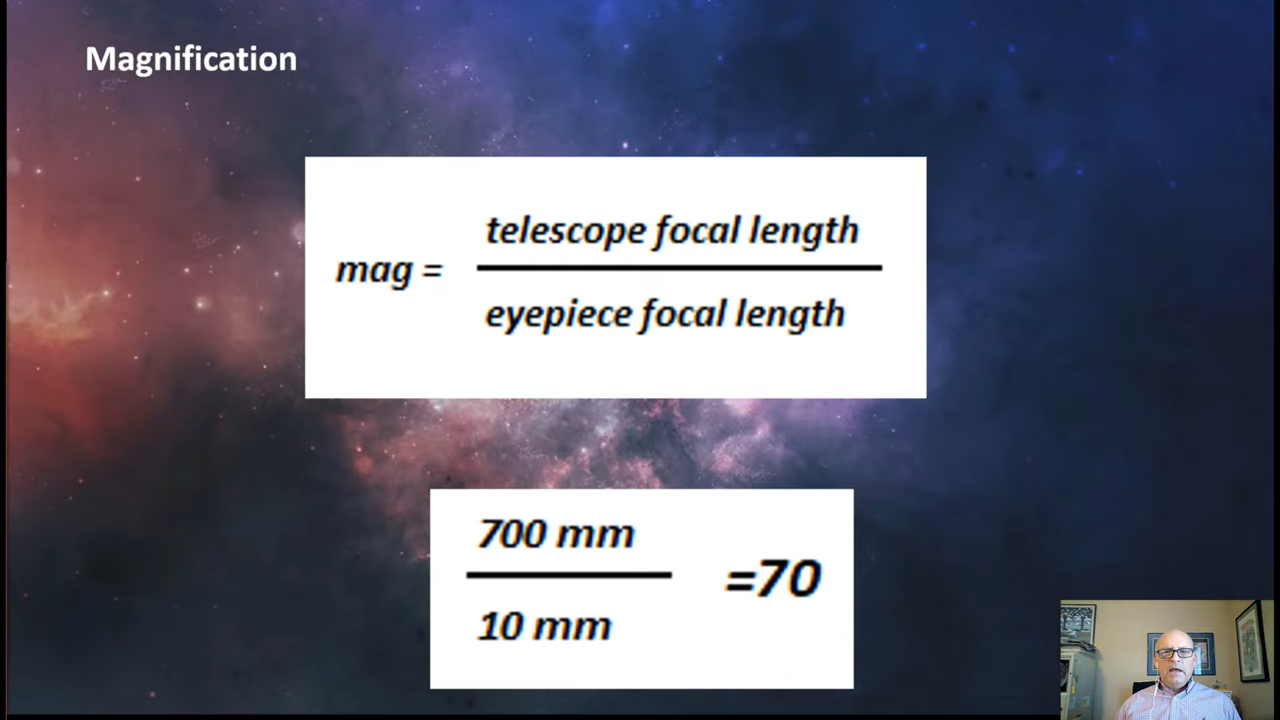 Magnification
telescope focal length
mag =
eyepiece focal length
700 mm
=70
10 mm